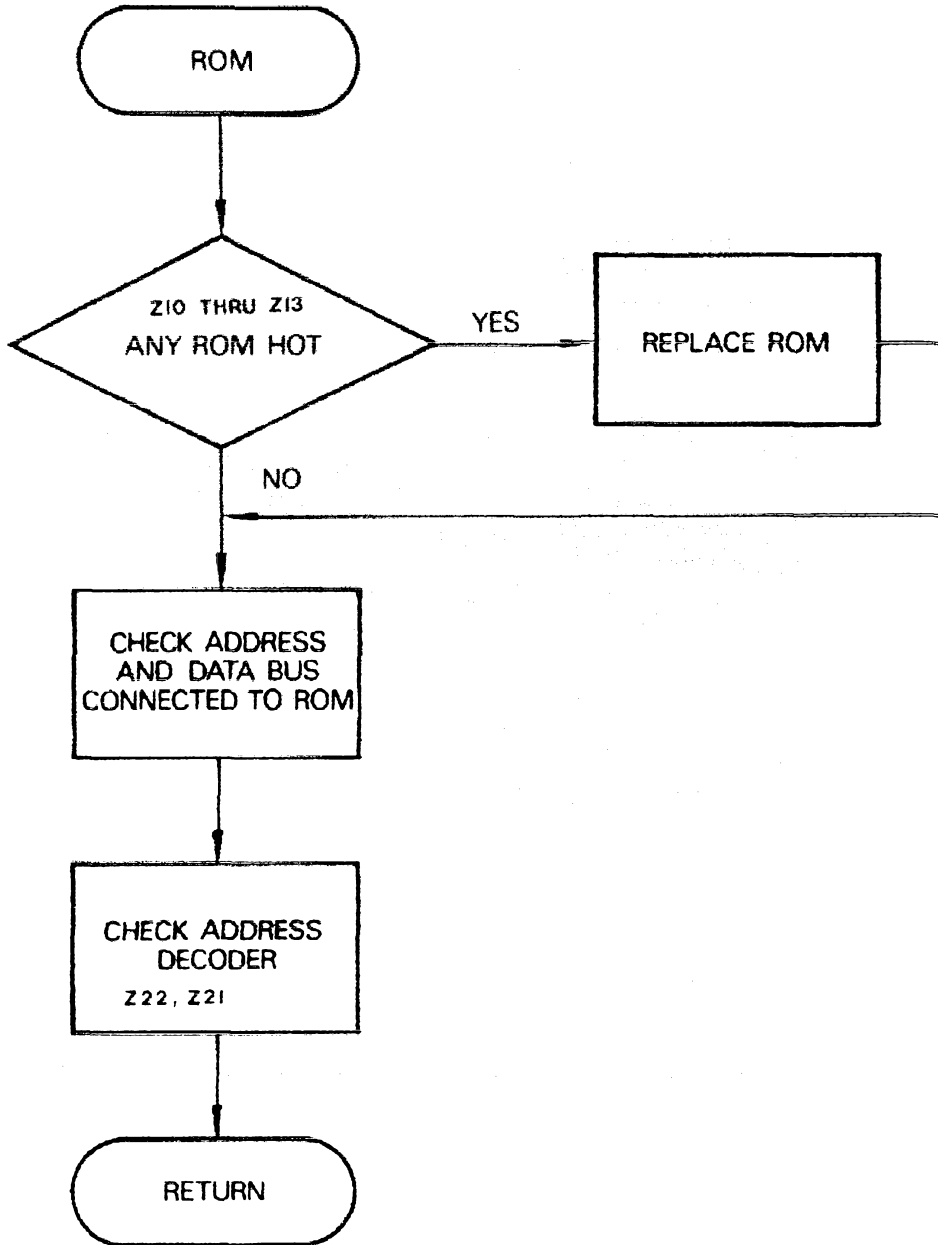 ROM
Z10 THRU Z13
ANY ROM HOT
YES
REPLACE ROM
NO
CHECK ADDRESS
AND DATA BUS
CONNECTED TO ROM
CHECK ADDRESS
DECODER
Z22, Z21
RETURN